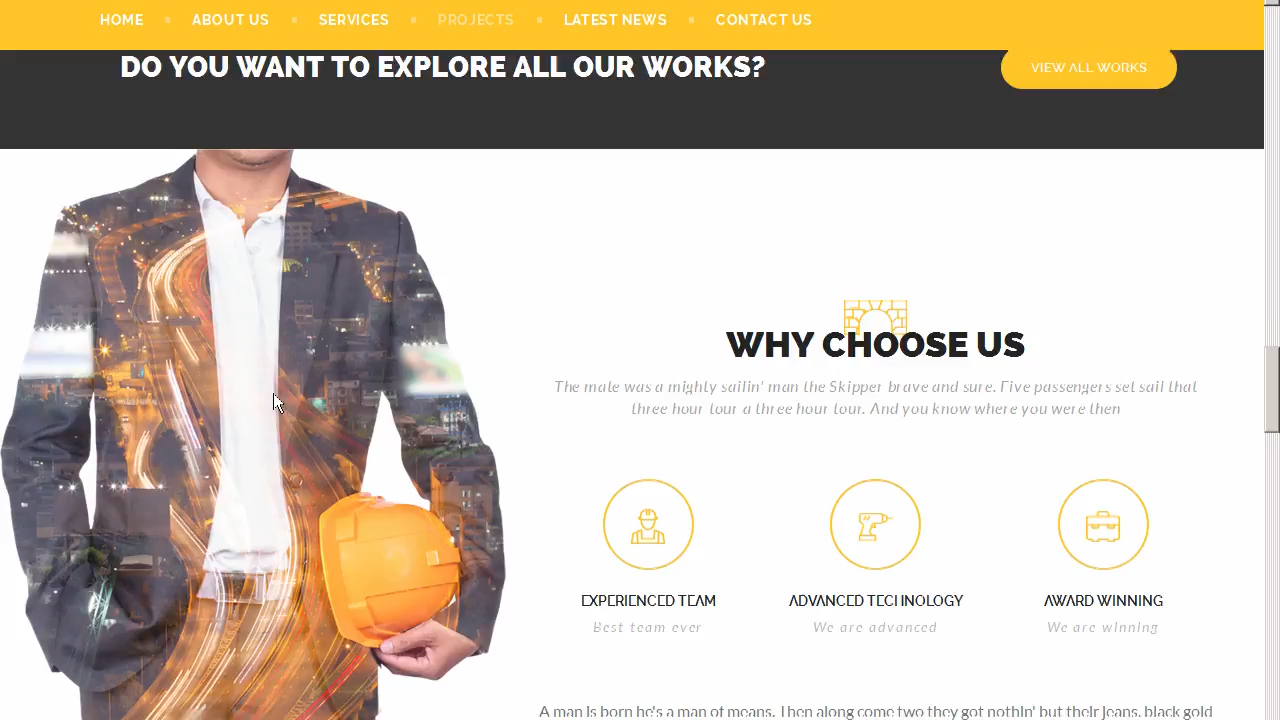 HOME ABOUT US SERVICES PROJECTS LATEST NEWS CONTACT US
DO YOU WANT TO EXPLORE ALL OUR WORKS?
VIEW ALL WORKS
WHY CHOOSE US
The mate was a mighty sailin' man the Skipper brave and sure. Five passengers set sail that
three hour tour a three hour tour. And you know where you were then
EXPERIENCED TEAM
Best team ever
ADVANCED TECHNOLOGY
We are advanced
AWARD WINNING
We are winning
A man is born he's a man of means. Then along come two they got nothin' but their jeans. black gold